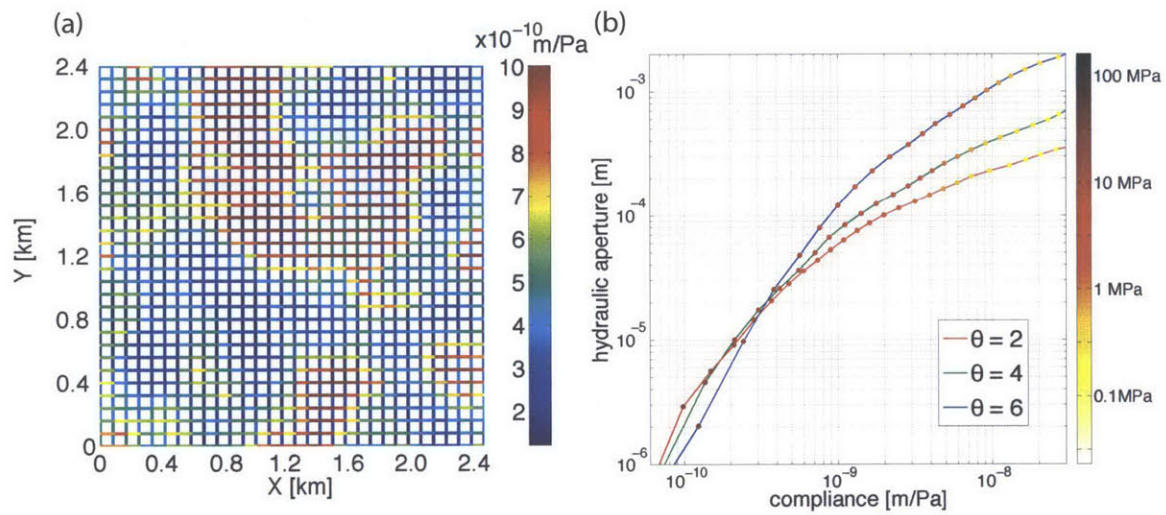 (a)
x10⁻¹⁰ m/Pa
2.4
2.0
1.6
1.2
0.8
0.4
0
Y [km]
0 0.4 0.8 1.2 1.6 2.0 2.4
X [km]
10
9
8
7
6
5
4
3
2
(b)
10⁻³
10⁻⁴
10⁻⁵
10⁻⁶
hydraulic aperture [m]
10⁻¹⁰ 10⁻⁹ 10⁻⁸
compliance [m/Pa]
θ = 2
θ = 4
θ = 6
100 MPa
10 MPa
1 MPa
0.1MPa